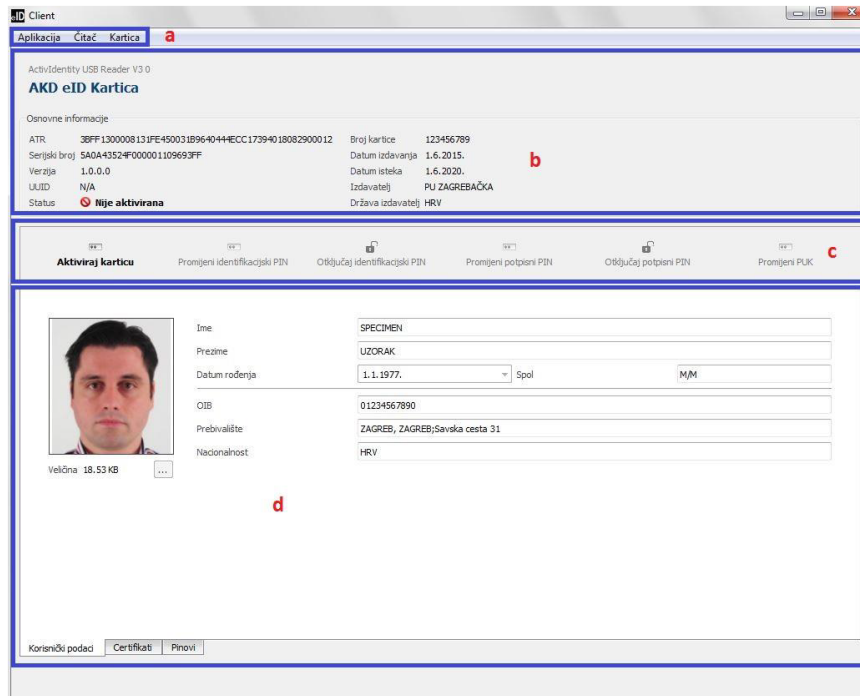 eID Client
Aplikacija Čitač Kartica a
ActivIdentity USB Reader V3 0
AKD eID Kartica
Osnovne informacije
ATR 3BFF1300008131FE450031B9640444ECC17394018082900012 Broj kartice 123456789
Serijski broj 5A0A43524F000001109693FF Datum izdavanja 1.6.2015. b
Verzija 1.0.0.0 Datum isteka 1.6.2020.
UUID N/A Izdavatelj PU ZAGREBAČKA
Status Nije aktivirana Država izdavatelj HRV
Aktiviraj karticu Promijeni identifikacijski PIN Otključaj identifikacijski PIN Promijeni potpisni PIN Otključaj potpisni PIN Promijeni PUK c
Ime SPECIMEN
Prezime UZORAK
Datum rođenja 1.1.1977. Spol M/M
OIB 01234567890
Prebivalište ZAGREB, ZAGREB;Savska cesta 31
Nacionalnost HRV
Veličina 18.53 KB ...
d
Korisnički podaci Certifikati Pinovi